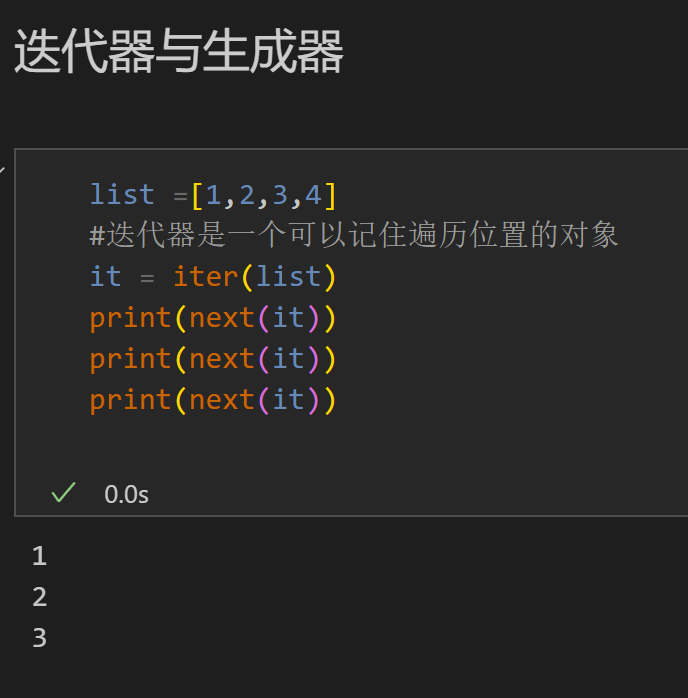 迭代器与生成器
list =[1,2,3,4]
#迭代器是一个可以记住遍历位置的对象
it = iter(list)
print(next(it))
print(next(it))
print(next(it))
0.0s
1
2
3